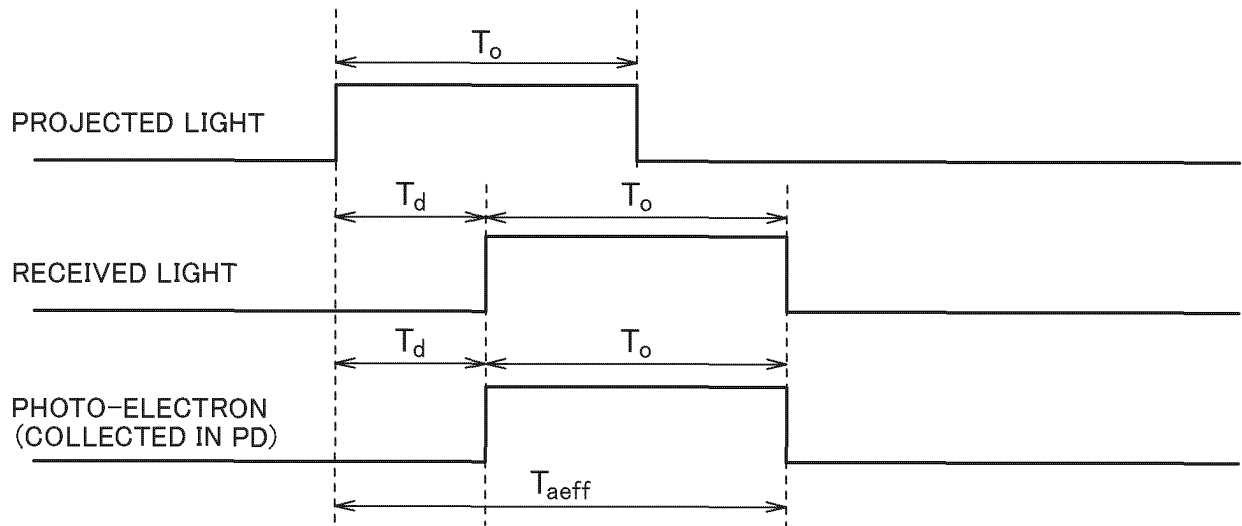 To
PROJECTED LIGHT
Td
To
RECEIVED LIGHT
Td
To
PHOTO-ELECTRON
(COLLECTED IN PD)
Taeff